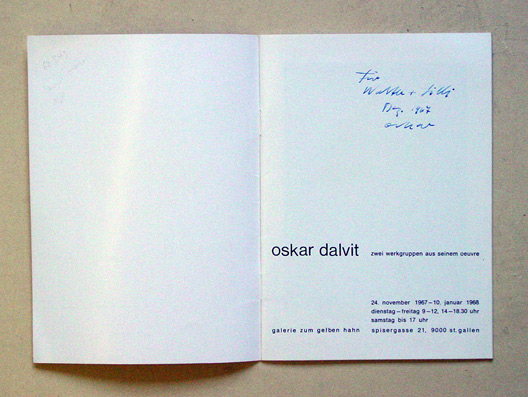 für
Walter + Silvi
Dez. 1967
oskar
oskar dalvit zwei werkgruppen aus seinem oeuvre
24. november 1967–10. januar 1968
dienstag–freitag 9–12, 14–18.30 uhr
samstag bis 17 uhr
galerie zum gelben hahn spisergasse 21, 9000 st. gallen